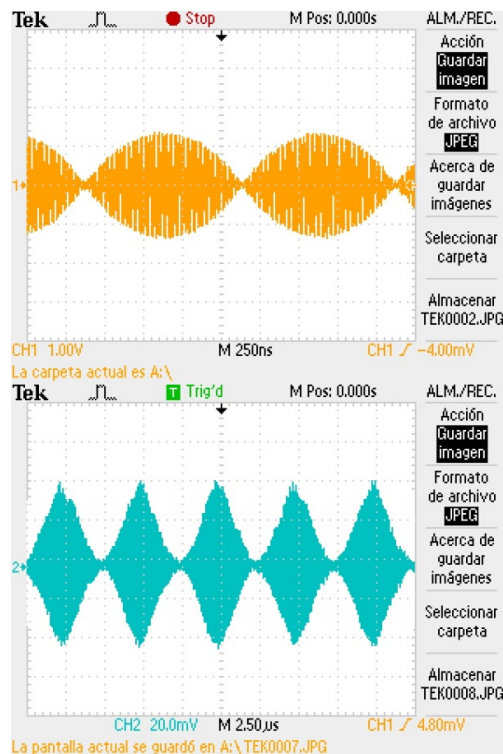 Tek Stop M Pos: 0.000s ALM./REC.
Acción
Guardar
imagen
Formato
de archivo
JPEG
Acerca de
guardar
imágenes
Seleccionar
carpeta
Almacenar
TEK0002.JPG
1
CH1 1.00V M 250ns CH1 -4.00mV
La carpeta actual es A:\
Tek T Trig'd M Pos: 0.000s ALM./REC.
Acción
Guardar
imagen
Formato
de archivo
JPEG
Acerca de
guardar
imágenes
Seleccionar
carpeta
Almacenar
TEK0008.JPG
2
CH2 20.0mV M 2.50µs CH1 4.80mV
La pantalla actual se guardó en A:\TEK0007.JPG